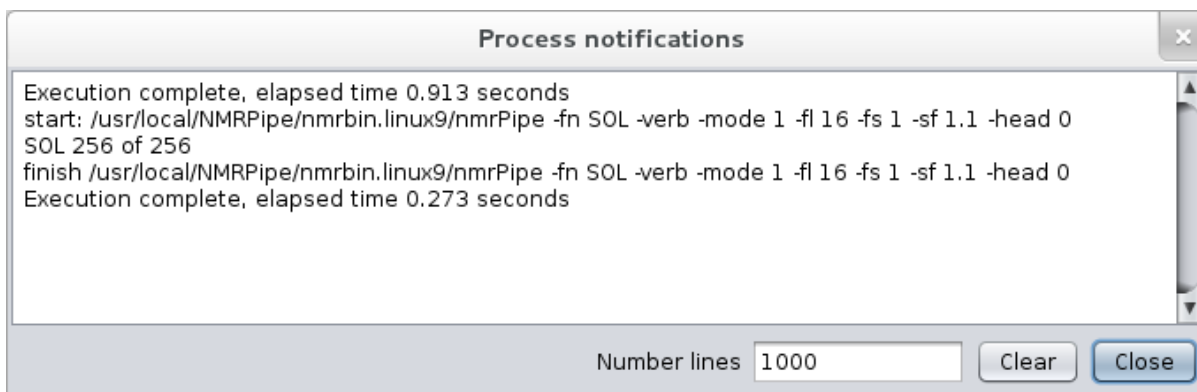 Process notifications
Execution complete, elapsed time 0.913 seconds
start: /usr/local/NMRPipe/nmrbin.linux9/nmrPipe -fn SOL -verb -mode 1 -fl 16 -fs 1 -sf 1.1 -head 0
SOL 256 of 256
finish /usr/local/NMRPipe/nmrbin.linux9/nmrPipe -fn SOL -verb -mode 1 -fl 16 -fs 1 -sf 1.1 -head 0
Execution complete, elapsed time 0.273 seconds
Number lines 1000 Clear Close